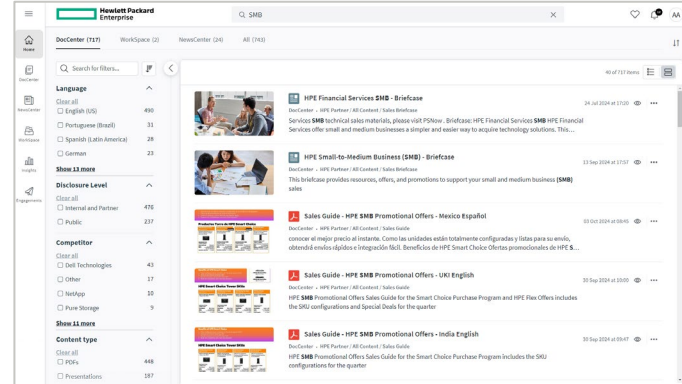 Hewlett Packard
Enterprise
SMB
AA
DocCenter (717)
WorkSpace (2)
NewsCenter (24)
All (743)
Home
DocCenter
NewsCenter
WorkSpace
Insights
Engagements
Search for filters...
40 of 717 items
Language
Clear all
English (US) 490
Portuguese (Brazil) 31
Spanish (Latin America) 28
German 23
Show 13 more
Disclosure Level
Clear all
Internal and Partner 476
Public 237
Competitor
Clear all
Dell Technologies 43
Other 17
NetApp 10
Pure Storage 9
Show 11 more
Content type
Clear all
PDFs 448
Presentations 187
HPE Financial Services SMB - Briefcase
24 Jul 2024 at 17:20
DocCenter - HPE Partner / All Content / Sales Briefcase
Services SMB technical sales materials, please visit PSNow . Briefcase: HPE Financial Services SMB HPE Financial
Services offer small and medium businesses a simpler and easier way to acquire technology solutions. This...
HPE Small-to-Medium Business (SMB) - Briefcase
13 Sep 2024 at 17:57
DocCenter - HPE Partner / All Content / Sales Briefcase
This briefcase provides resources, offers, and promotions to support your small and medium business (SMB)
sales
Sales Guide - HPE SMB Promotional Offers - Mexico Español
DocCenter - HPE Partner / All Content / Sales Guide
conocer el mejor precio al instante. Como las unidades están totalmente configuradas y listas para su envío,
obtendrá envíos rápidos e integración fácil. Beneficios de HPE Smart Choice Ofertas promocionales de HPE S...
Sales Guide - HPE SMB Promotional Offers - UKI English
DocCenter - HPE Partner / All Content / Sales Guide
HPE SMB Promotional Offers Sales Guide for the Smart Choice Purchase Program and HPE Flex Offers includes
the SKU configurations and Special Deals for the quarter
Sales Guide - HPE SMB Promotional Offers - India English
30 Sep 2024 at 09:47
DocCenter - HPE Partner / All Content / Sales Guide
HPE SMB Promotional Offers Sales Guide for the Smart Choice Purchase Program includes the SKU
configurations for the quarter